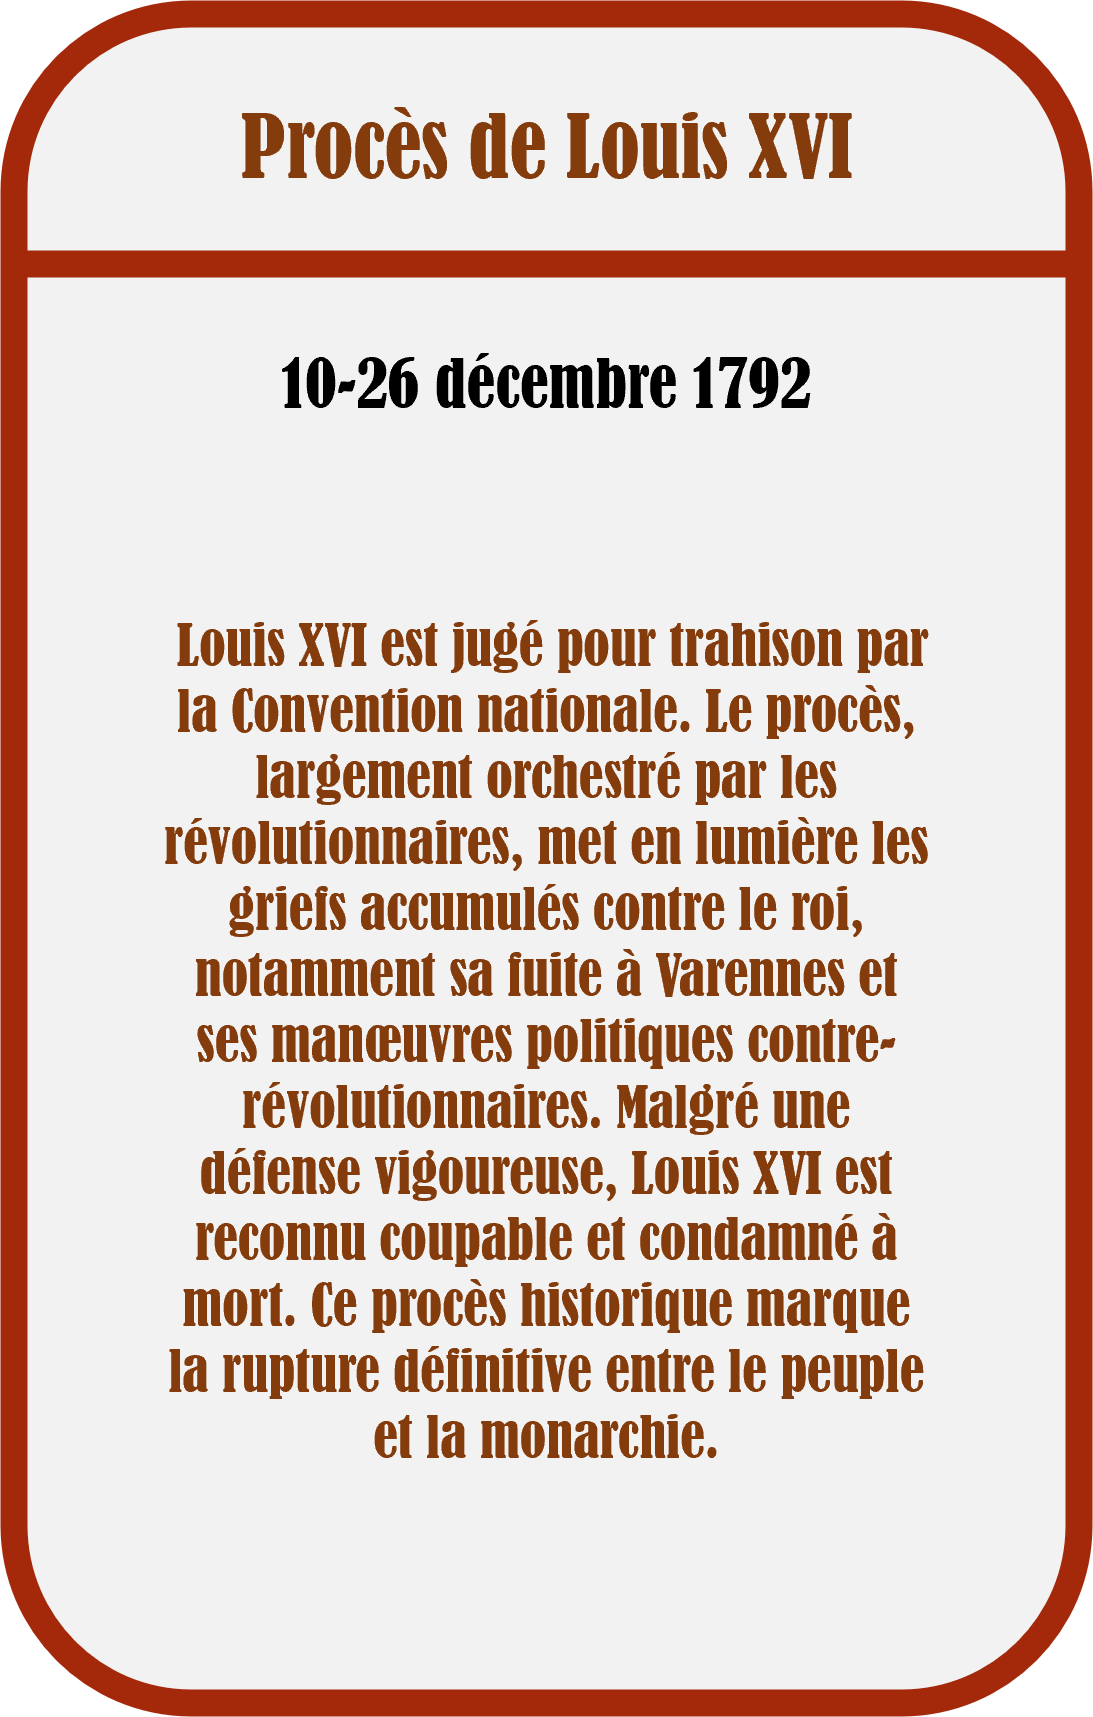 Procès de Louis XVI
10-26 décembre 1792
Louis XVI est jugé pour trahison par
la Convention nationale. Le procès,
largement orchestré par les
révolutionnaires, met en lumière les
griefs accumulés contre le roi,
notamment sa fuite à Varennes et
ses manœuvres politiques contre-
révolutionnaires. Malgré une
défense vigoureuse, Louis XVI est
reconnu coupable et condamné à
mort. Ce procès historique marque
la rupture définitive entre le peuple
et la monarchie.